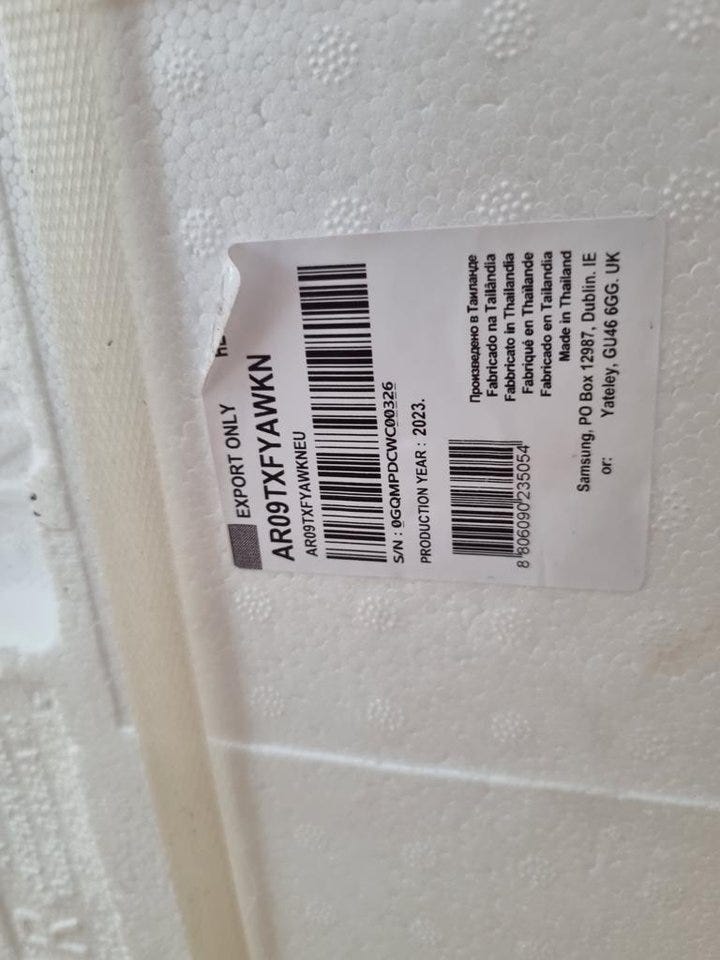 EXPORT ONLY
AR09TXFYAWKN
AR09TXFYAWKNEU
S/N : 0GQMPDCWC00326
PRODUCTION YEAR : 2023.
8 806090 235054
Произведено в Таиланде
Fabricado na Tailândia
Fabbricato in Thailandia
Fabriqué en Thaïlande
Fabricado en Tailandia
Made in Thailand
Samsung, PO Box 12987, Dublin. IE
or: Yateley, GU46 6GG. UK